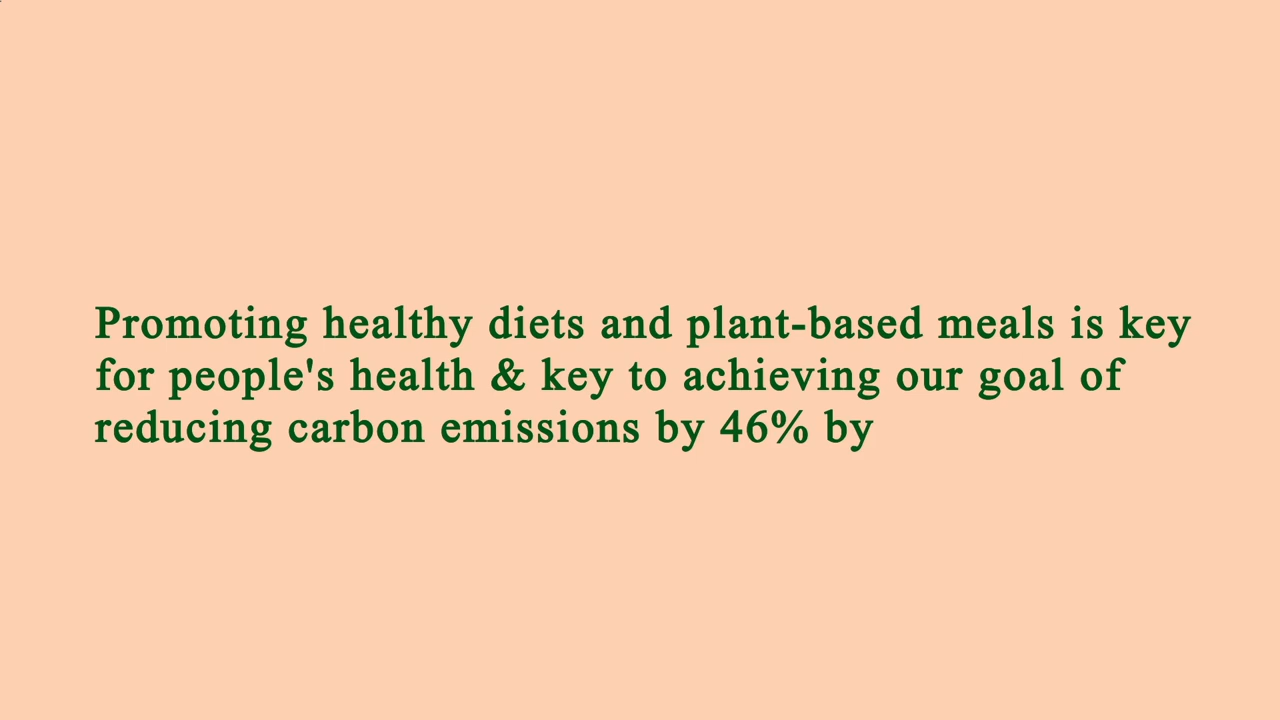 Promoting healthy diets and plant-based meals is key
for people's health & key to achieving our goal of
reducing carbon emissions by 46% by